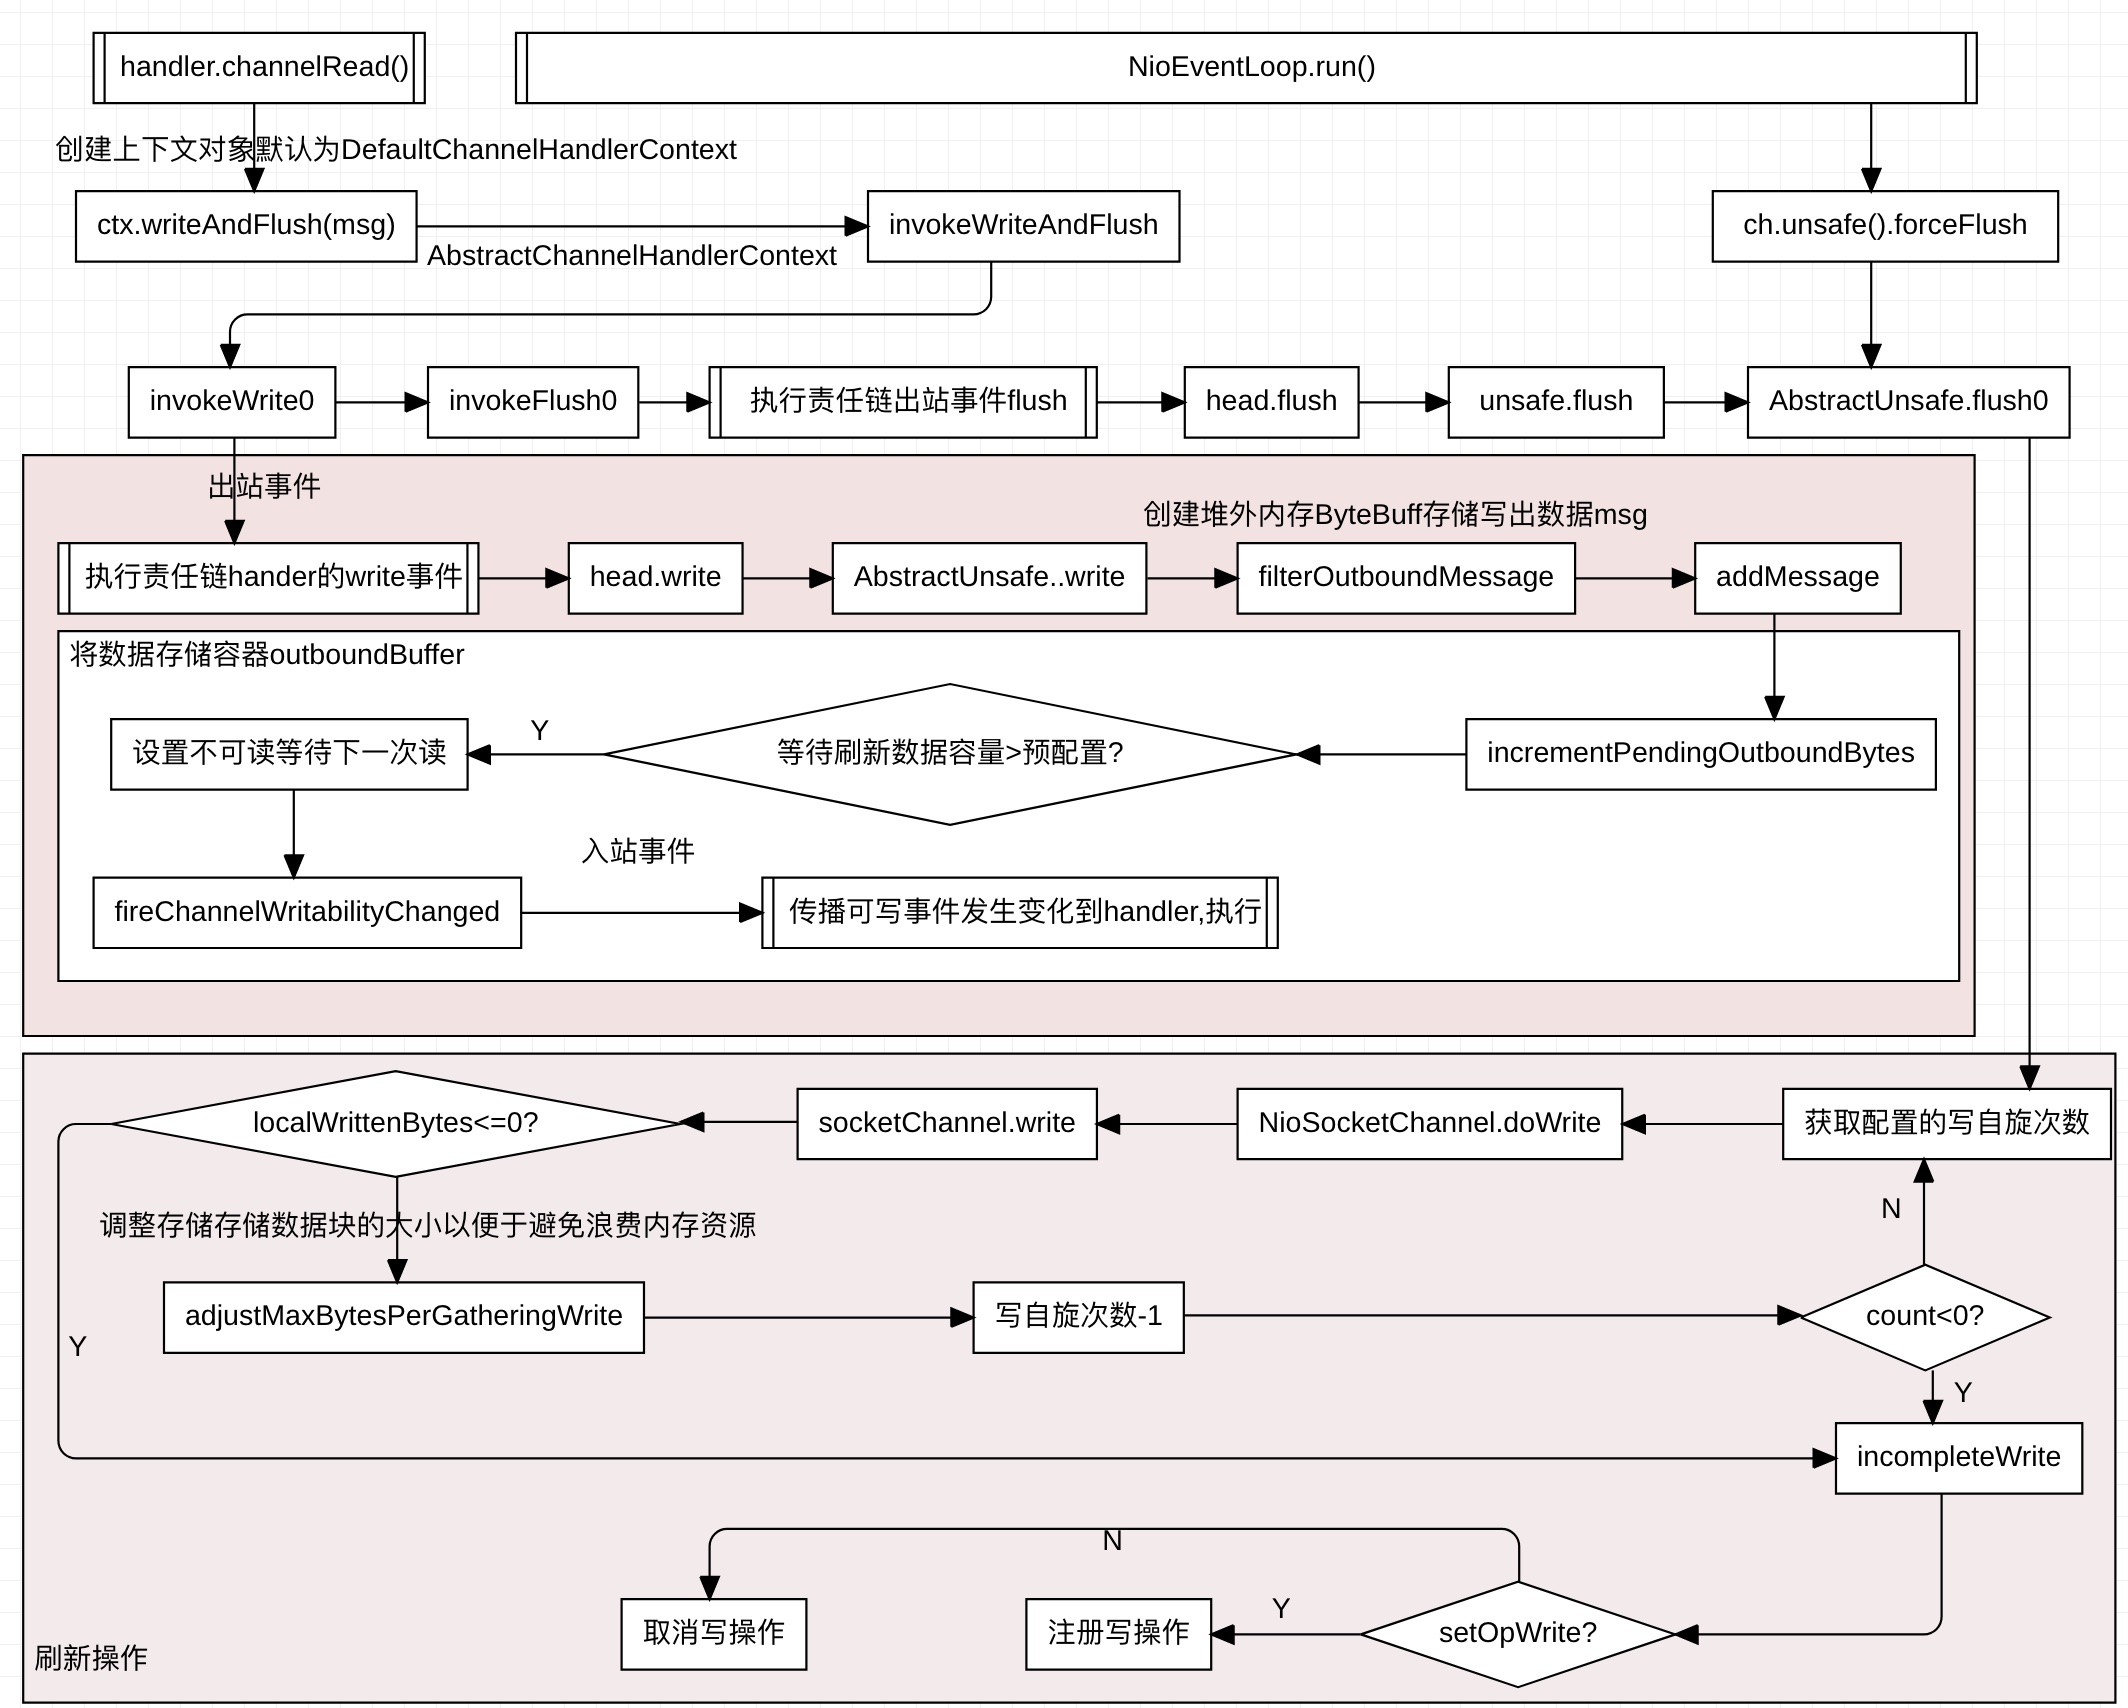 handler.channelRead()
NioEventLoop.run()
创建上下文对象默认为DefaultChannelHandlerContext
ctx.writeAndFlush(msg)
AbstractChannelHandlerContext
invokeWriteAndFlush
ch.unsafe().forceFlush
invokeWrite0
invokeFlush0
执行责任链出站事件flush
head.flush
unsafe.flush
AbstractUnsafe.flush0
出站事件
创建堆外内存ByteBuff存储写出数据msg
执行责任链hander的write事件
head.write
AbstractUnsafe..write
filterOutboundMessage
addMessage
将数据存储容器outboundBuffer
设置不可读等待下一次读
Y
等待刷新数据容量>预配置?
incrementPendingOutboundBytes
入站事件
fireChannelWritabilityChanged
传播可写事件发生变化到handler,执行
localWrittenBytes<=0?
socketChannel.write
NioSocketChannel.doWrite
获取配置的写自旋次数
N
调整存储存储数据块的大小以便于避免浪费内存资源
adjustMaxBytesPerGatheringWrite
写自旋次数-1
count<0?
Y
Y
incompleteWrite
N
取消写操作
注册写操作
Y
setOpWrite?
刷新操作